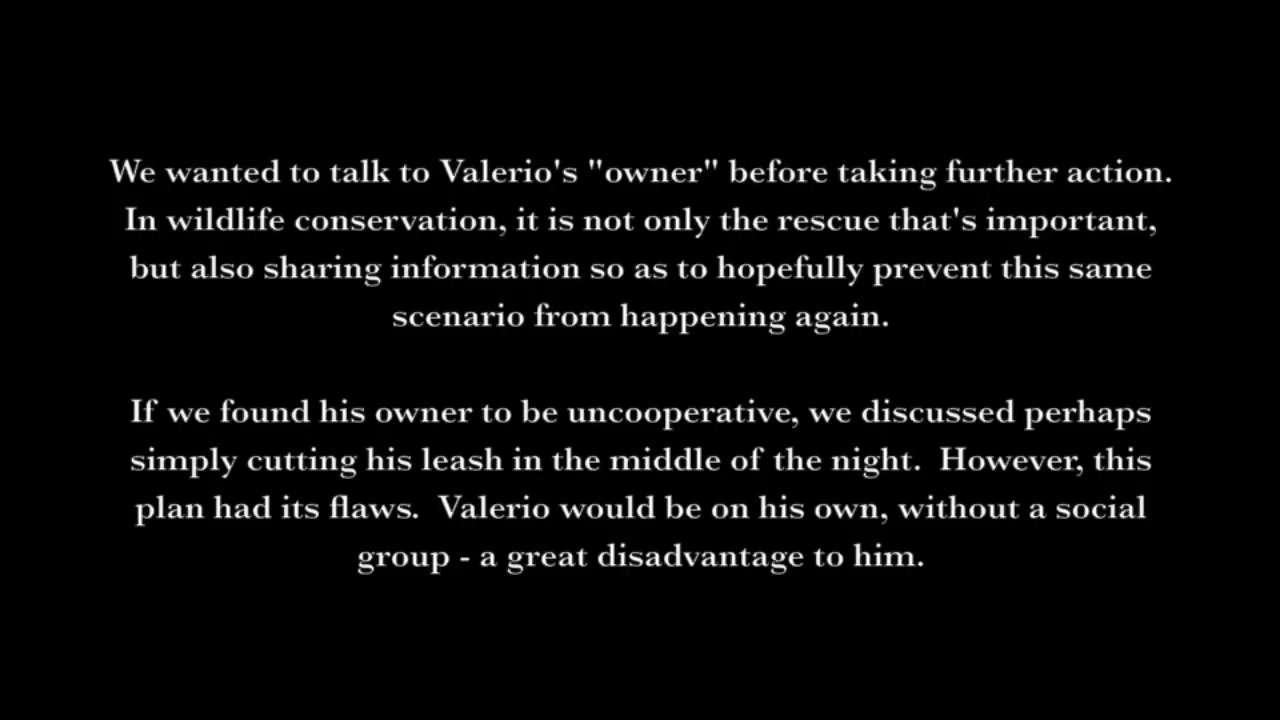 We wanted to talk to Valerio's "owner" before taking further action.
In wildlife conservation, it is not only the rescue that's important,
but also sharing information so as to hopefully prevent this same
scenario from happening again.
If we found his owner to be uncooperative, we discussed perhaps
simply cutting his leash in the middle of the night.  However, this
plan had its flaws.  Valerio would be on his own, without a social
group - a great disadvantage to him.